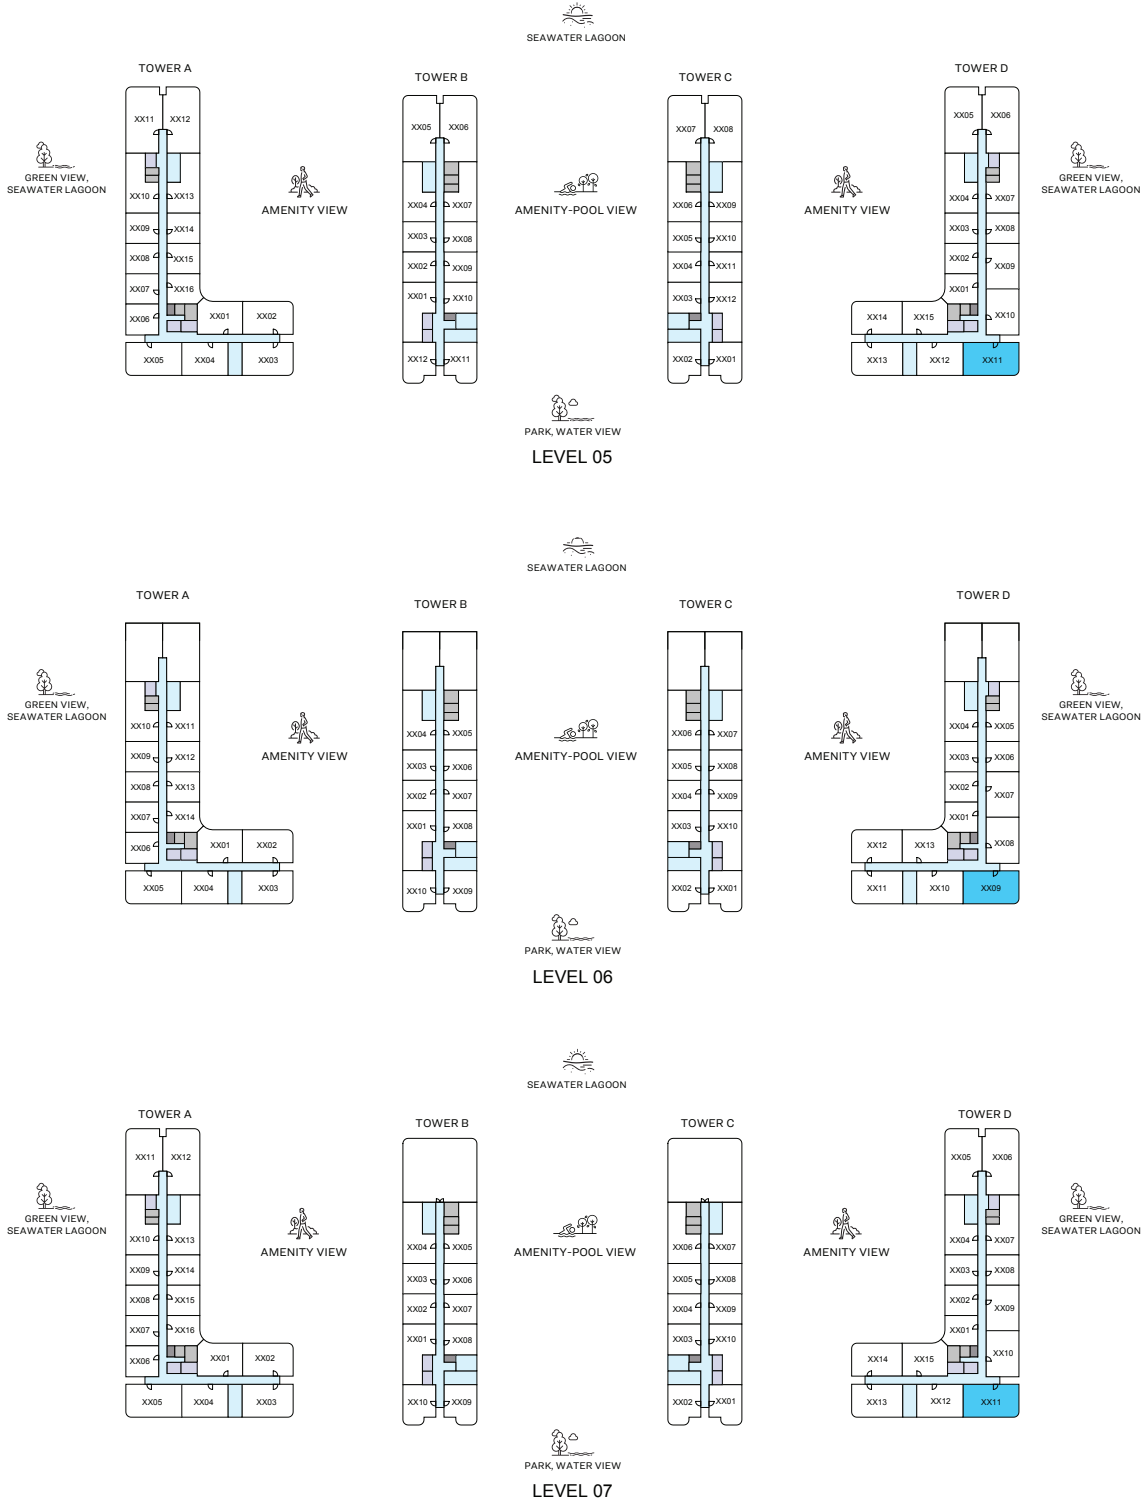 SEAWATER LAGOON
TOWER A
TOWER B
TOWER C
TOWER D
XX11 XX12
XX05 XX06
XX07 XX08
XX05 XX06
GREEN VIEW,
SEAWATER LAGOON
AMENITY VIEW
AMENITY-POOL VIEW
AMENITY VIEW
GREEN VIEW,
SEAWATER LAGOON
XX10 XX13
XX04 XX07
XX06 XX09
XX04 XX07
XX09 XX14
XX03 XX08
XX05 XX10
XX03 XX08
XX08 XX15
XX02 XX09
XX04 XX11
XX02 XX09
XX07 XX16
XX01 XX10
XX03 XX12
XX01
XX06 XX01 XX02
XX14 XX15 XX10
XX05 XX04 XX03
XX12 XX11
XX02 XX01
XX13 XX12 XX11
PARK, WATER VIEW
LEVEL 05
SEAWATER LAGOON
TOWER A
TOWER B
TOWER C
TOWER D
GREEN VIEW,
SEAWATER LAGOON
AMENITY VIEW
AMENITY-POOL VIEW
AMENITY VIEW
GREEN VIEW,
SEAWATER LAGOON
XX10 XX11
XX04 XX05
XX06 XX07
XX04 XX05
XX09 XX12
XX03 XX06
XX05 XX08
XX03 XX06
XX08 XX13
XX02 XX07
XX04 XX09
XX02 XX07
XX07 XX14
XX01 XX08
XX03 XX10
XX01
XX06 XX01 XX02
XX12 XX13 XX08
XX05 XX04 XX03
XX10 XX09
XX02 XX01
XX11 XX10 XX09
PARK, WATER VIEW
LEVEL 06
SEAWATER LAGOON
TOWER A
TOWER B
TOWER C
TOWER D
XX11 XX12
XX05 XX06
GREEN VIEW,
SEAWATER LAGOON
AMENITY VIEW
AMENITY-POOL VIEW
AMENITY VIEW
GREEN VIEW,
SEAWATER LAGOON
XX10 XX13
XX04 XX05
XX06 XX07
XX04 XX07
XX09 XX14
XX03 XX06
XX05 XX08
XX03 XX08
XX08 XX15
XX02 XX07
XX04 XX09
XX02 XX09
XX07 XX16
XX01 XX08
XX03 XX10
XX01
XX06 XX01 XX02
XX14 XX15 XX10
XX05 XX04 XX03
XX10 XX09
XX02 XX01
XX13 XX12 XX11
PARK, WATER VIEW
LEVEL 07